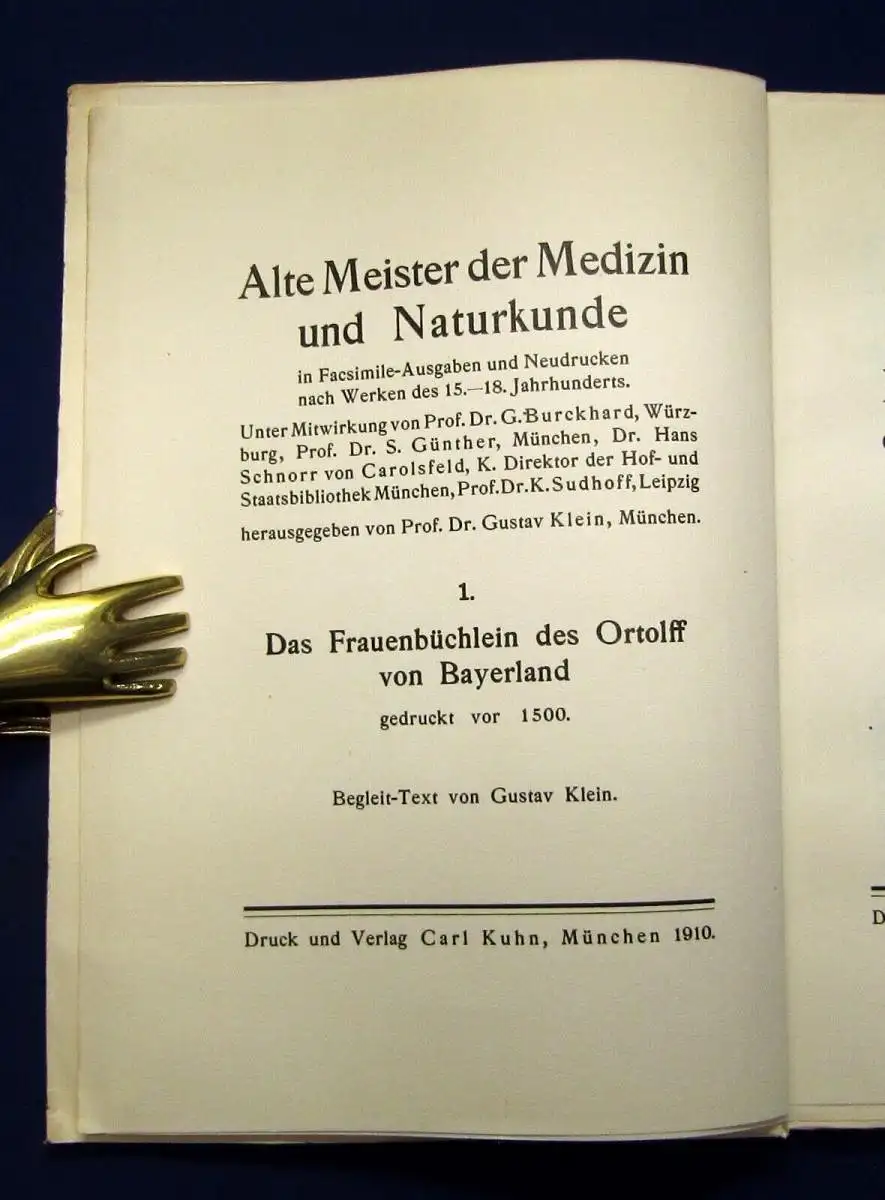 Alte Meister der Medizin
und Naturkunde
in Facsimile-Ausgaben und Neudrucken
nach Werken des 15.—18. Jahrhunderts.
Unter Mitwirkung von Prof. Dr. G. Burckhard, Würz-
burg, Prof. Dr. S. Günther, München, Dr. Hans
Schnorr von Carolsfeld, K. Direktor der Hof- und
Staatsbibliothek München, Prof. Dr. K. Sudhoff, Leipzig
herausgegeben von Prof. Dr. Gustav Klein, München.
1.
Das Frauenbüchlein des Ortolff
von Bayerland
gedruckt vor 1500.
Begleit-Text von Gustav Klein.
Druck und Verlag Carl Kuhn, München 1910.